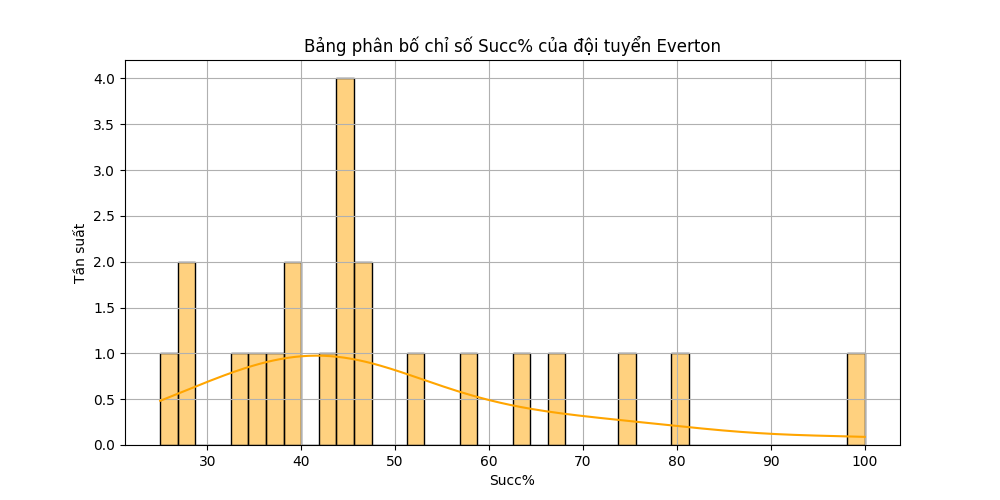 Bảng phân bố chỉ số Succ% của đội tuyển Everton
4.0
3.5
3.0
2.5
2.0
1.5
1.0
0.5
0.0
Tần suất
30 40 50 60 70 80 90 100
Succ%